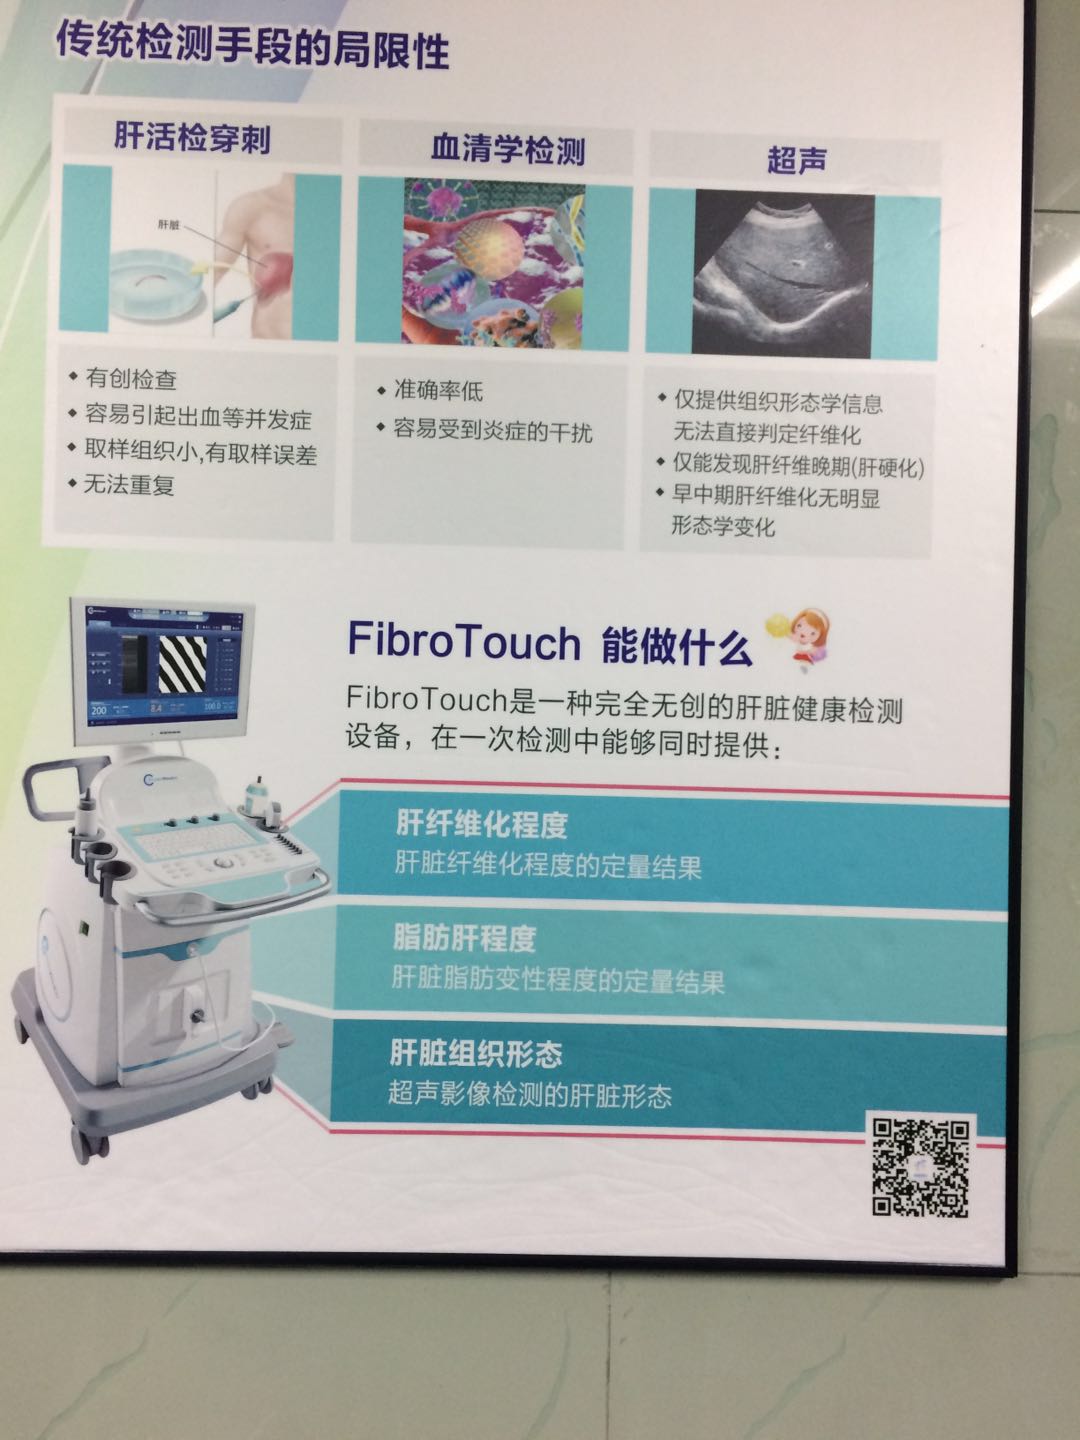 传统检测手段的局限性
肝活检穿刺
肝脏
◆ 有创检查
◆ 容易引起出血等并发症
◆ 取样组织小,有取样误差
◆ 无法重复
血清学检测
◆ 准确率低
◆ 容易受到炎症的干扰
超声
◆ 仅提供组织形态学信息
无法直接判定纤维化
◆ 仅能发现肝纤维晚期(肝硬化)
◆ 早中期肝纤维化无明显
形态学变化
FibroTouch 能做什么
FibroTouch是一种完全无创的肝脏健康检测
设备，在一次检测中能够同时提供：
200
8.4
100.0
肝纤维化程度
肝脏纤维化程度的定量结果
脂肪肝程度
肝脏脂肪变性程度的定量结果
肝脏组织形态
超声影像检测的肝脏形态